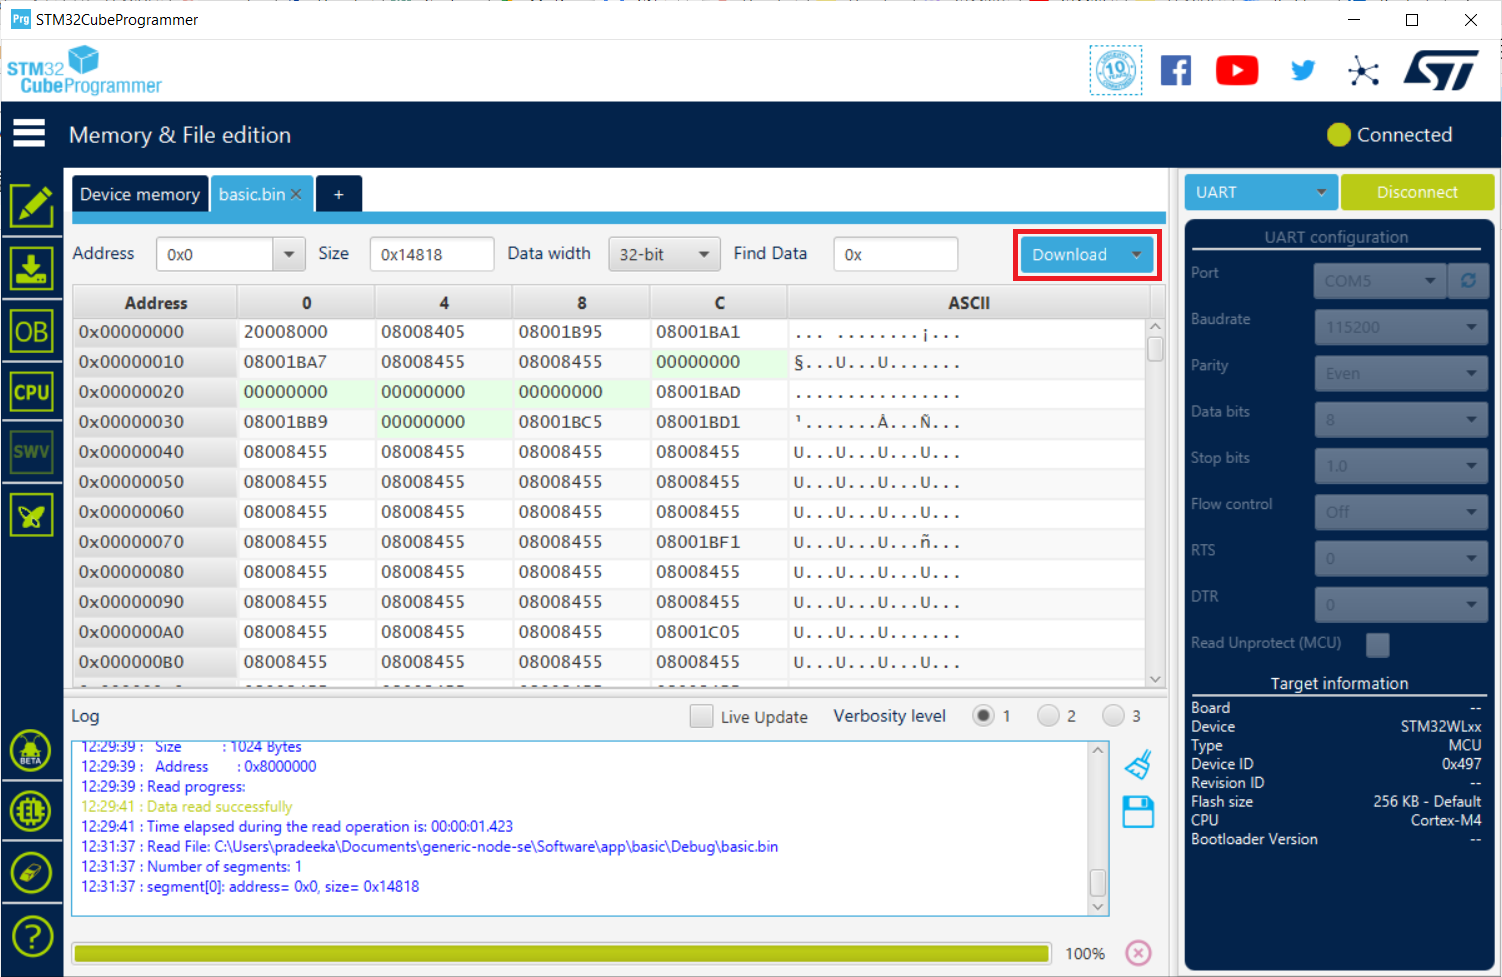 Prg STM32CubeProgrammer
STM32
CubeProgrammer
10 YEARS
ST
Memory & File edition
Connected
Device memory basic.bin +
UART Disconnect
Address 0x0 Size 0x14818 Data width 32-bit Find Data 0x Download
Address 0 4 8 C ASCII
0x00000000 20008000 08008405 08001B95 08001BA1 ... ........¡...
0x00000010 08001BA7 08008455 08008455 00000000 §...U...U.......
0x00000020 00000000 00000000 00000000 08001BAD ................
0x00000030 08001BB9 00000000 08001BC5 08001BD1 ¹.......Å...Ñ...
0x00000040 08008455 08008455 08008455 08008455 U...U...U...U...
0x00000050 08008455 08008455 08008455 08008455 U...U...U...U...
0x00000060 08008455 08008455 08008455 08008455 U...U...U...U...
0x00000070 08008455 08008455 08008455 08001BF1 U...U...U...ñ...
0x00000080 08008455 08008455 08008455 08008455 U...U...U...U...
0x00000090 08008455 08008455 08008455 08008455 U...U...U...U...
0x000000A0 08008455 08008455 08008455 08001C05 U...U...U.......
0x000000B0 08008455 08008455 08008455 08008455 U...U...U...U...
OB
CPU
SWV
BETA
?
Log Live Update Verbosity level 1 2 3
12:29:39 : Size : 1024 Bytes
12:29:39 : Address : 0x8000000
12:29:39 : Read progress:
12:29:41 : Data read successfully
12:29:41 : Time elapsed during the read operation is: 00:00:01.423
12:31:37 : Read File: C:\Users\pradeeka\Documents\generic-node-se\Software\app\basic\Debug\basic.bin
12:31:37 : Number of segments: 1
12:31:37 : segment[0]: address= 0x0, size= 0x14818
100%
UART configuration
Port COM5
Baudrate 115200
Parity Even
Data bits 8
Stop bits 1.0
Flow control Off
RTS 0
DTR 0
Read Unprotect (MCU)
Target information
Board --
Device STM32WLxx
Type MCU
Device ID 0x497
Revision ID --
Flash size 256 KB - Default
CPU Cortex-M4
Bootloader Version --